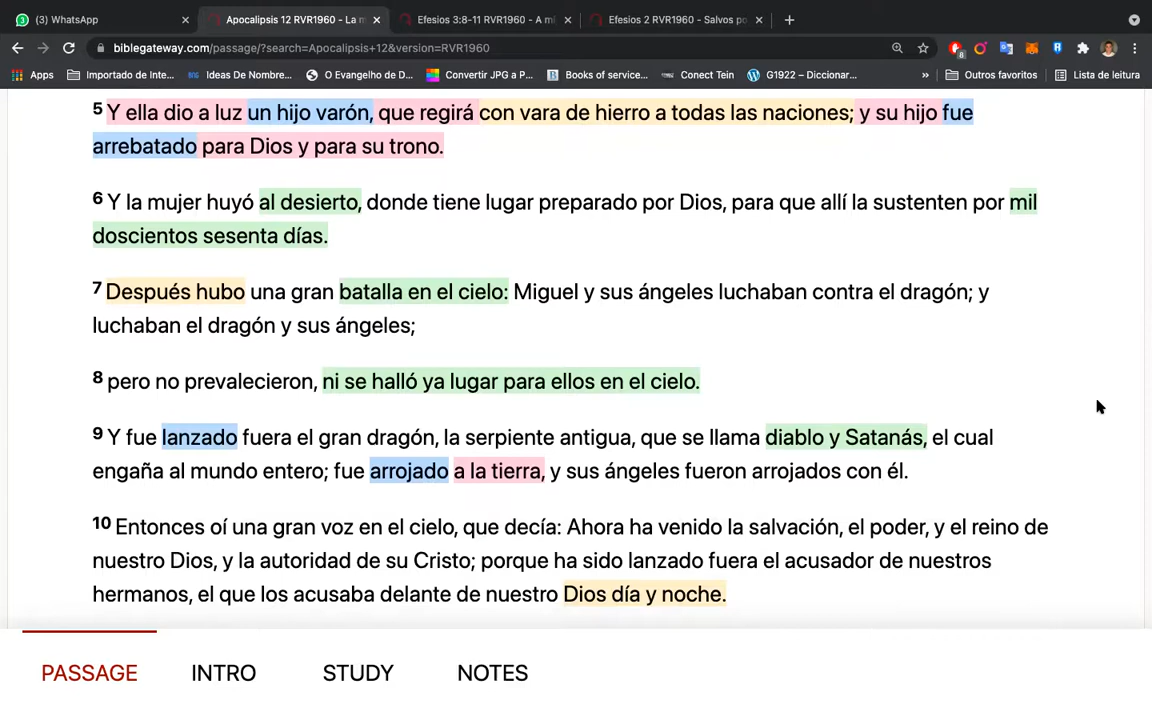 (3) WhatsApp
Apocalipsis 12 RVR1960 - La m
Efesios 3:8-11 RVR1960 - A mí
Efesios 2 RVR1960 - Salvos po
biblegateway.com/passage/?search=Apocalipsis+12&version=RVR1960
Apps
Importado de Inte...
Ideas De Nombre...
O Evangelho de D...
Convertir JPG a P...
Books of service...
Conect Tein
G1922 – Diccionar...
»
Outros favoritos
Lista de leitura
5 Y ella dio a luz un hijo varón, que regirá con vara de hierro a todas las naciones; y su hijo fue
arrebatado para Dios y para su trono.
6 Y la mujer huyó al desierto, donde tiene lugar preparado por Dios, para que allí la sustenten por mil
doscientos sesenta días.
7 Después hubo una gran batalla en el cielo: Miguel y sus ángeles luchaban contra el dragón; y
luchaban el dragón y sus ángeles;
8 pero no prevalecieron, ni se halló ya lugar para ellos en el cielo.
9 Y fue lanzado fuera el gran dragón, la serpiente antigua, que se llama diablo y Satanás, el cual
engaña al mundo entero; fue arrojado a la tierra, y sus ángeles fueron arrojados con él.
10 Entonces oí una gran voz en el cielo, que decía: Ahora ha venido la salvación, el poder, y el reino de
nuestro Dios, y la autoridad de su Cristo; porque ha sido lanzado fuera el acusador de nuestros
hermanos, el que los acusaba delante de nuestro Dios día y noche.
PASSAGE
INTRO
STUDY
NOTES